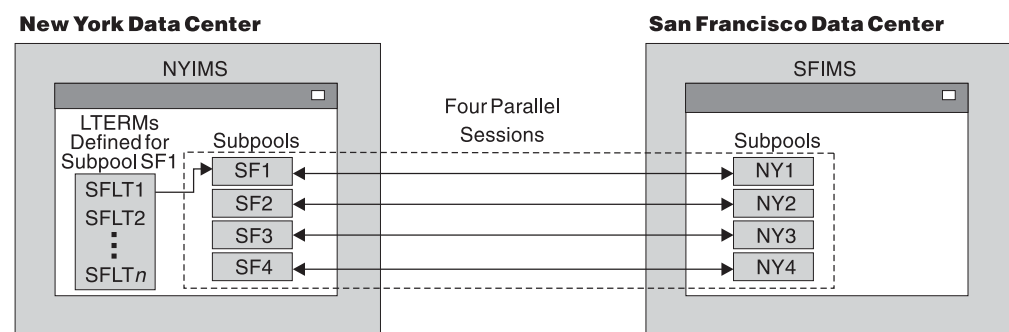 New York Data Center
San Francisco Data Center
NYIMS
SFIMS
Four Parallel
Sessions
LTERMs
Defined for
Subpool SF1
Subpools
Subpools
SFLT1
SFLT2
SFLTn
SF1
SF2
SF3
SF4
NY1
NY2
NY3
NY4